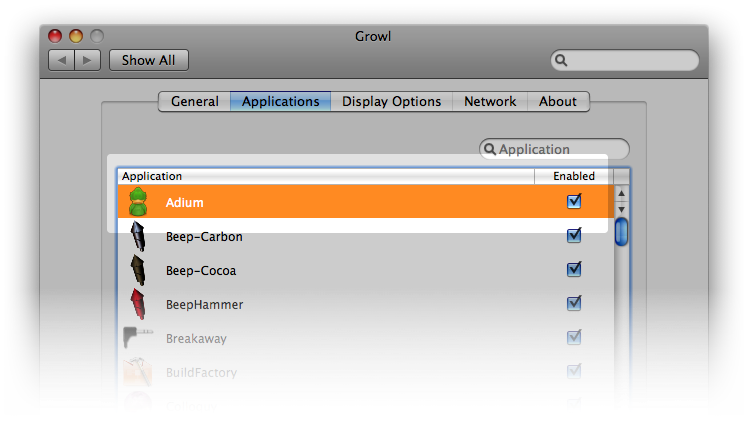 Growl
Show All
General Applications Display Options Network About
Application
Application Enabled
Adium
Beep-Carbon
Beep-Cocoa
BeepHammer
Breakaway
BuildFactory